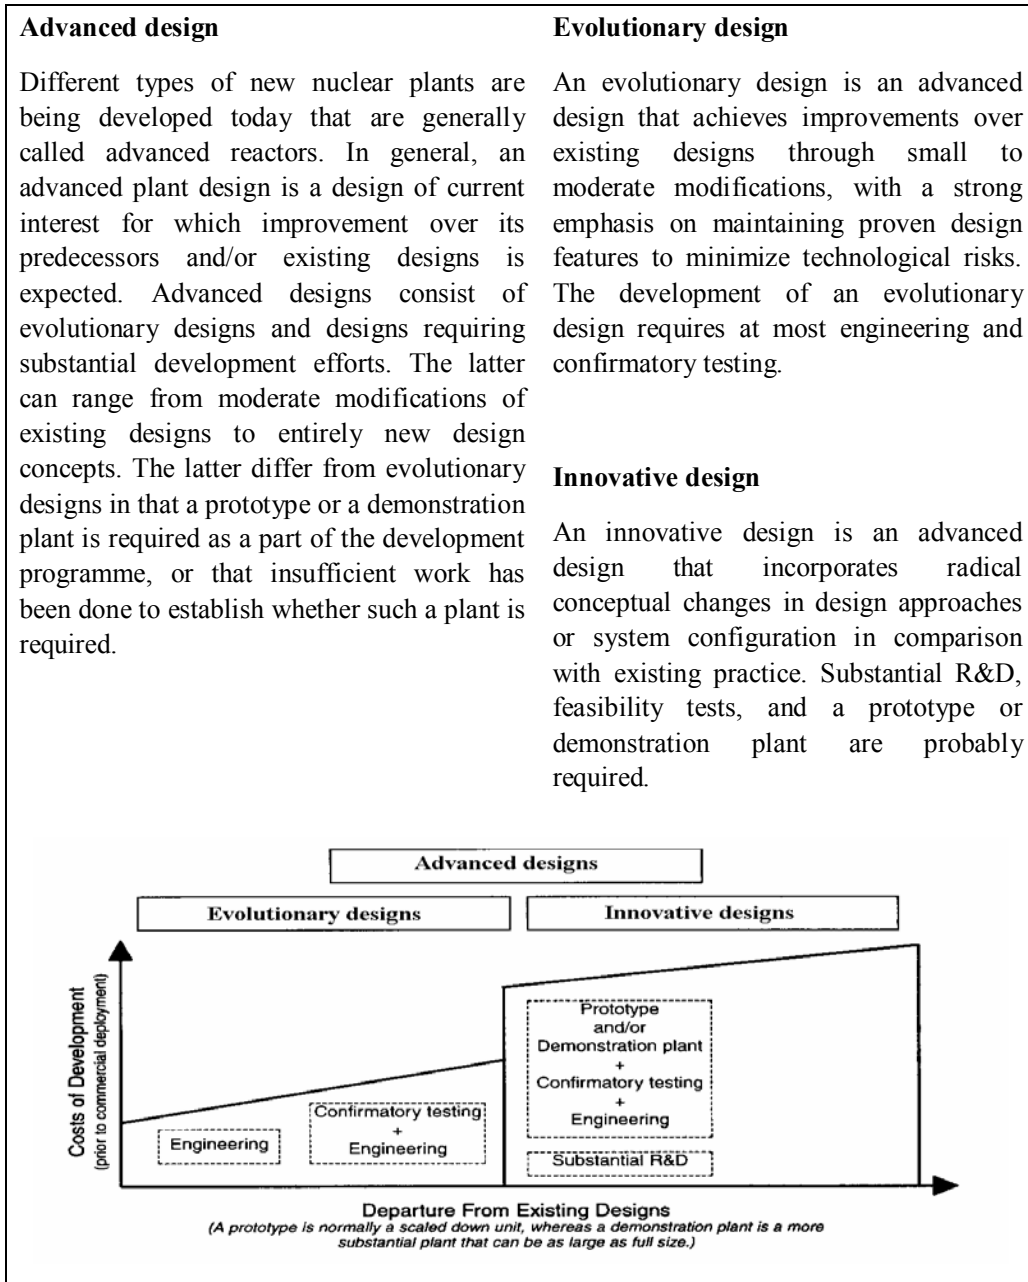 Advanced design
Different types of new nuclear plants are
being developed today that are generally
called advanced reactors. In general, an
advanced plant design is a design of current
interest for which improvement over its
predecessors and/or existing designs is
expected. Advanced designs consist of
evolutionary designs and designs requiring
substantial development efforts. The latter
can range from moderate modifications of
existing designs to entirely new design
concepts. The latter differ from evolutionary
designs in that a prototype or a demonstration
plant is required as a part of the development
programme, or that insufficient work has
been done to establish whether such a plant is
required.
Evolutionary design
An evolutionary design is an advanced
design that achieves improvements over
existing designs through small to
moderate modifications, with a strong
emphasis on maintaining proven design
features to minimize technological risks.
The development of an evolutionary
design requires at most engineering and
confirmatory testing.
Innovative design
An innovative design is an advanced
design that incorporates radical
conceptual changes in design approaches
or system configuration in comparison
with existing practice. Substantial R&D,
feasibility tests, and a prototype or
demonstration plant are probably
required.
Advanced designs
Evolutionary designs
Innovative designs
Costs of Development
(prior to commercial deployment)
Engineering
Confirmatory testing
+
Engineering
Prototype
and/or
Demonstration plant
+
Confirmatory testing
+
Engineering
Substantial R&D
Departure From Existing Designs
(A prototype is normally a scaled down unit, whereas a demonstration plant is a more
substantial plant that can be as large as full size.)